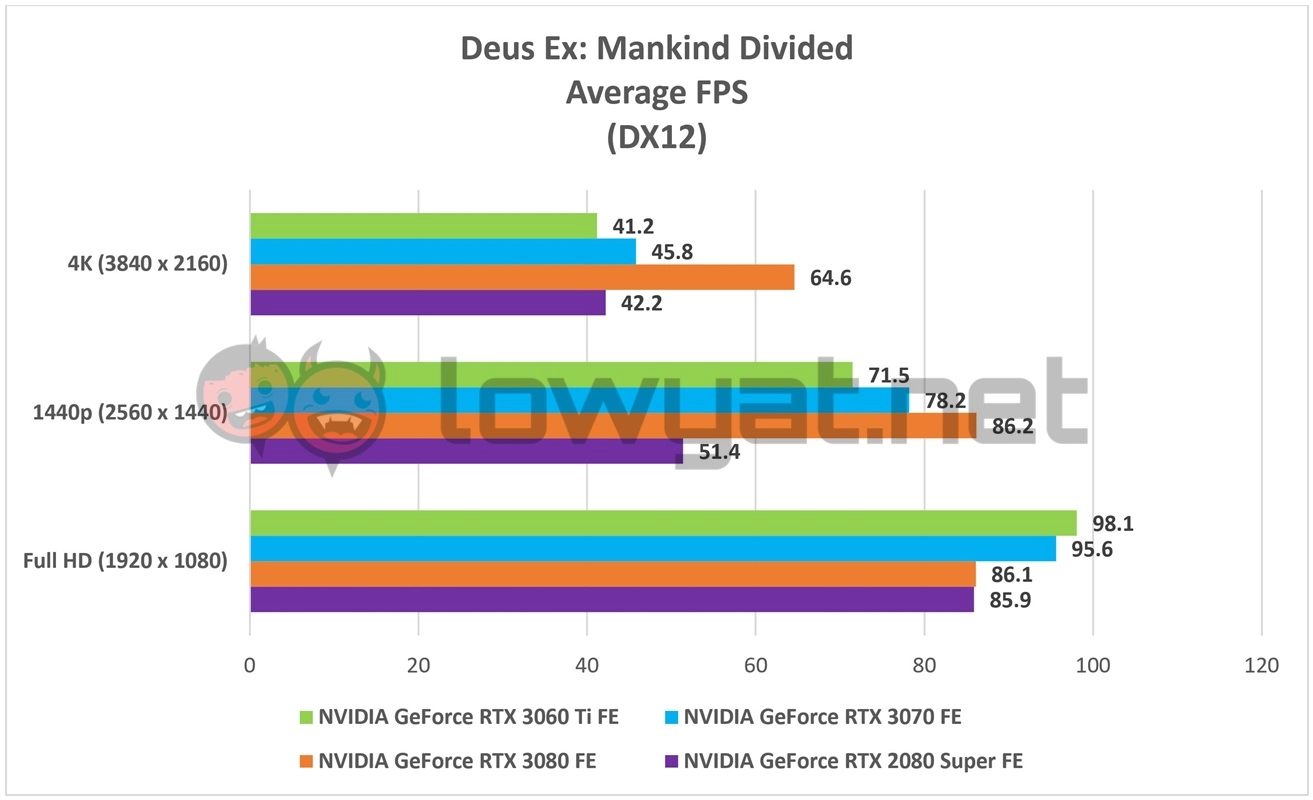 Deus Ex: Mankind Divided
Average FPS
(DX12)
4K (3840 x 2160)
41.2
45.8
64.6
42.2
lowyat.net
1440p (2560 x 1440)
71.5
78.2
86.2
51.4
Full HD (1920 x 1080)
98.1
95.6
86.1
85.9
0 20 40 60 80 100 120
NVIDIA GeForce RTX 3060 Ti FE NVIDIA GeForce RTX 3070 FE
NVIDIA GeForce RTX 3080 FE NVIDIA GeForce RTX 2080 Super FE